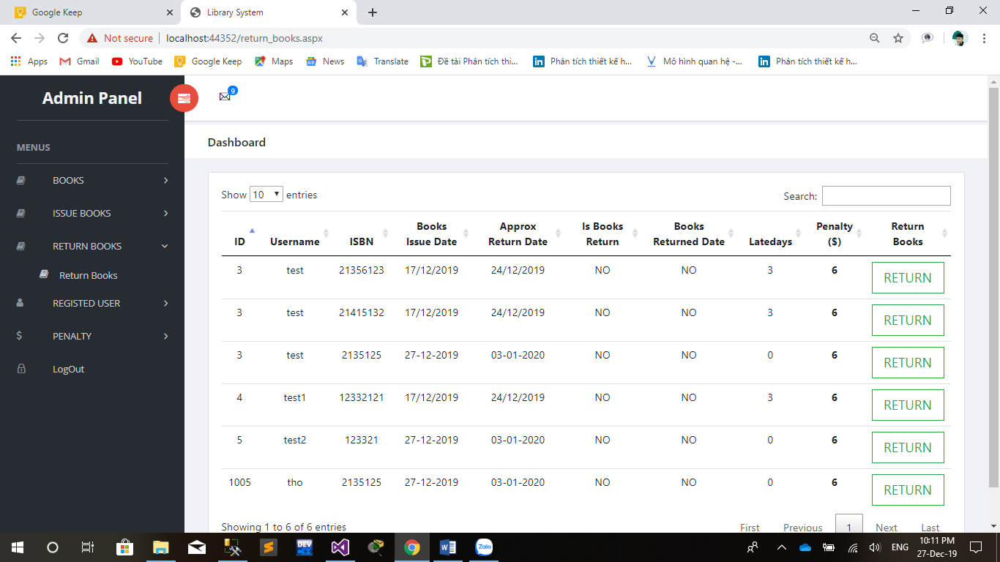 Google Keep
Library System
Not secure localhost:44352/return_books.aspx
Apps Gmail YouTube Google Keep Maps News Translate Đề tài Phân tích thi... Phân tích thiết kế h... Mô hình quan hệ -... Phân tích thiết kế h...
Admin Panel
9
MENUS
BOOKS
ISSUE BOOKS
RETURN BOOKS
Return Books
REGISTED USER
PENALTY
LogOut
Dashboard
Show 10 entries
Search:
ID Username ISBN Books Issue Date Approx Return Date Is Books Return Books Returned Date Latedays Penalty ($) Return Books
3 test 21356123 17/12/2019 24/12/2019 NO NO 3 6 RETURN
3 test 21415132 17/12/2019 24/12/2019 NO NO 3 6 RETURN
3 test 2135125 27-12-2019 03-01-2020 NO NO 0 6 RETURN
4 test1 12332121 17/12/2019 24/12/2019 NO NO 3 6 RETURN
5 test2 123321 27-12-2019 03-01-2020 NO NO 0 6 RETURN
1005 tho 2135125 27-12-2019 03-01-2020 NO NO 0 6 RETURN
Showing 1 to 6 of 6 entries
First Previous 1 Next Last
DEV
Zalo
ENG
10:11 PM
27-Dec-19